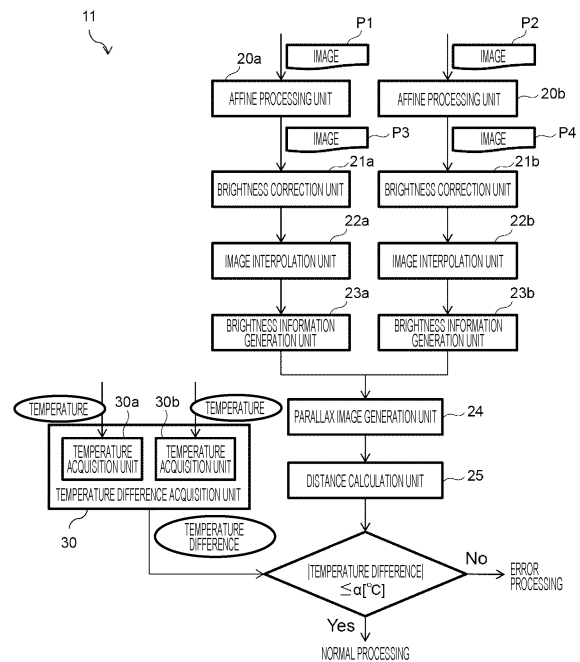 11
P1
P2
IMAGE
IMAGE
20a
AFFINE PROCESSING UNIT
AFFINE PROCESSING UNIT
20b
IMAGE
P3
IMAGE
P4
21a
21b
BRIGHTNESS CORRECTION UNIT
BRIGHTNESS CORRECTION UNIT
22a
22b
IMAGE INTERPOLATION UNIT
IMAGE INTERPOLATION UNIT
23a
23b
BRIGHTNESS INFORMATION
GENERATION UNIT
BRIGHTNESS INFORMATION
GENERATION UNIT
TEMPERATURE
30a
30b
TEMPERATURE
PARALLAX IMAGE GENERATION UNIT
24
TEMPERATURE
ACQUISITION UNIT
TEMPERATURE
ACQUISITION UNIT
TEMPERATURE DIFFERENCE ACQUISITION UNIT
DISTANCE CALCULATION UNIT
25
30
TEMPERATURE
DIFFERENCE
|TEMPERATURE DIFFERENCE|
≦α[℃]
No
ERROR
PROCESSING
Yes
NORMAL PROCESSING